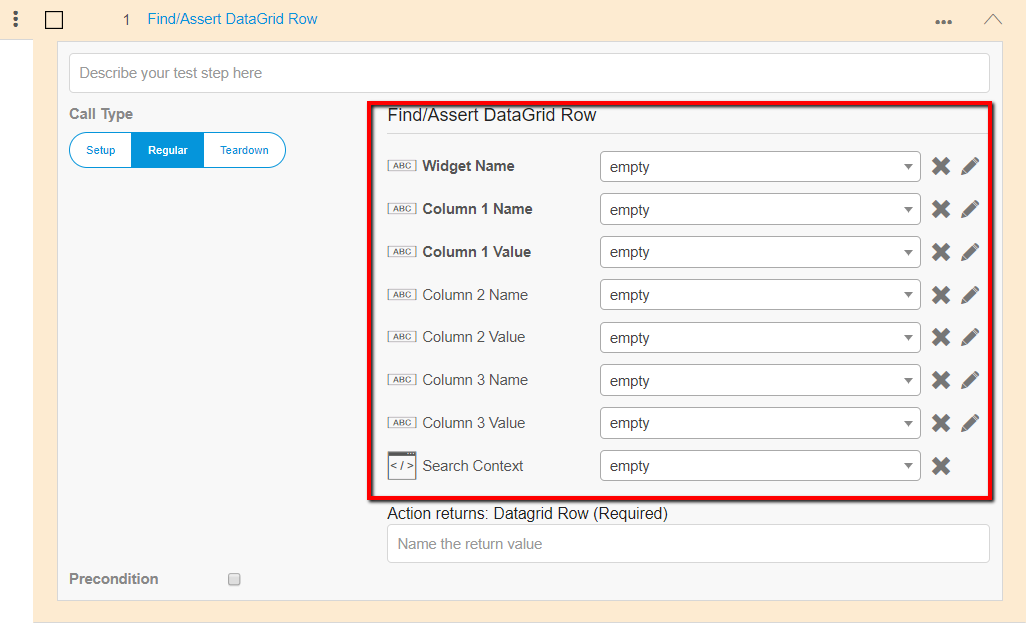 1 Find/Assert DataGrid Row
Describe your test step here
Call Type
Setup Regular Teardown
Find/Assert DataGrid Row
ABC Widget Name empty
ABC Column 1 Name empty
ABC Column 1 Value empty
ABC Column 2 Name empty
ABC Column 2 Value empty
ABC Column 3 Name empty
ABC Column 3 Value empty
</> Search Context empty
Action returns: Datagrid Row (Required)
Name the return value
Precondition